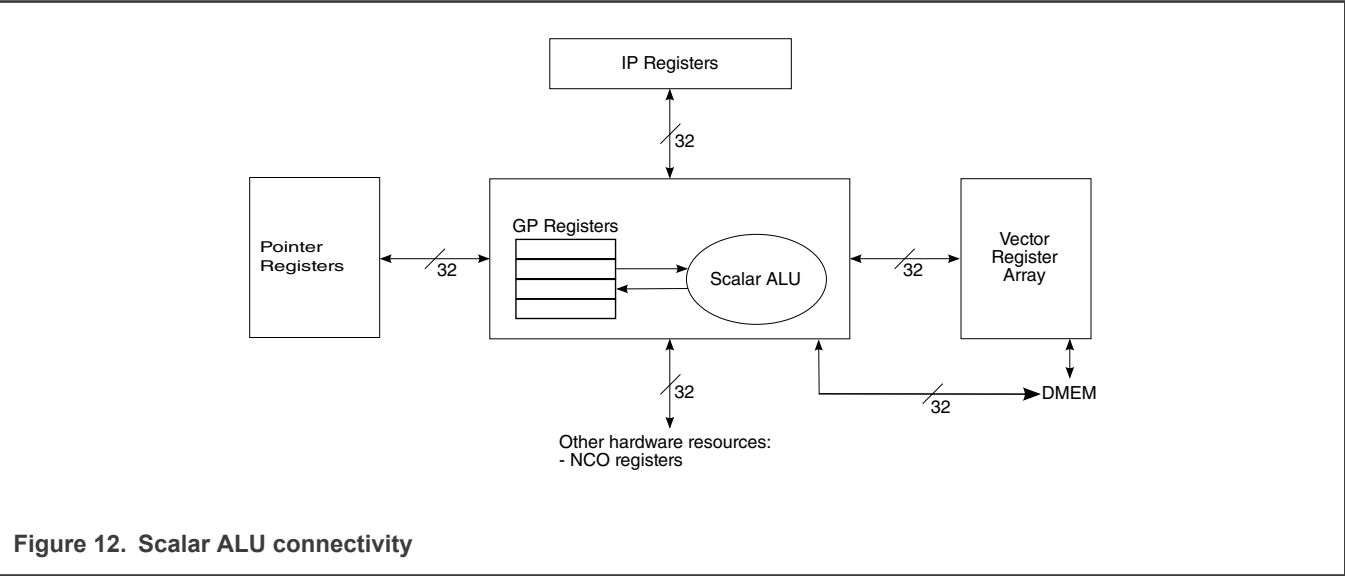 IP Registers
32
GP Registers
Pointer
Registers
32
Scalar ALU
32
Vector
Register
Array
32
32
DMEM
Other hardware resources:
- NCO registers
Figure 12. Scalar ALU connectivity